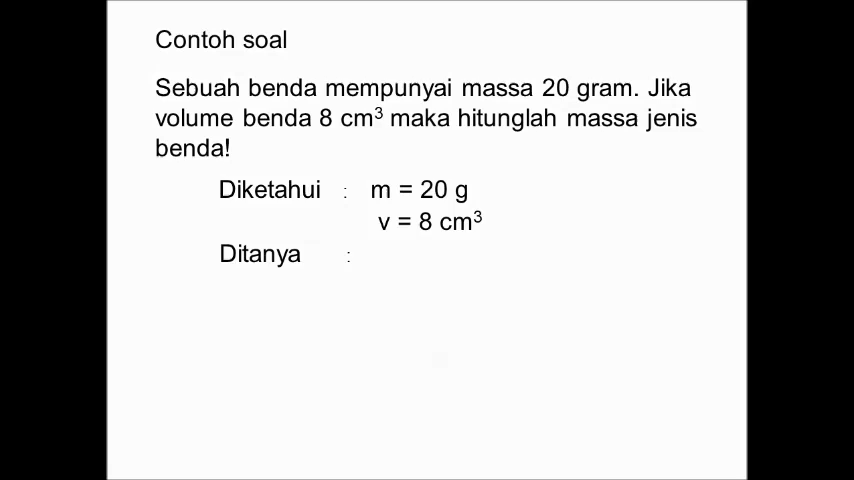 Contoh soal
Sebuah benda mempunyai massa 20 gram. Jika
volume benda 8 cm³ maka hitunglah massa jenis
benda!
Diketahui : m = 20 g
v = 8 cm³
Ditanya :